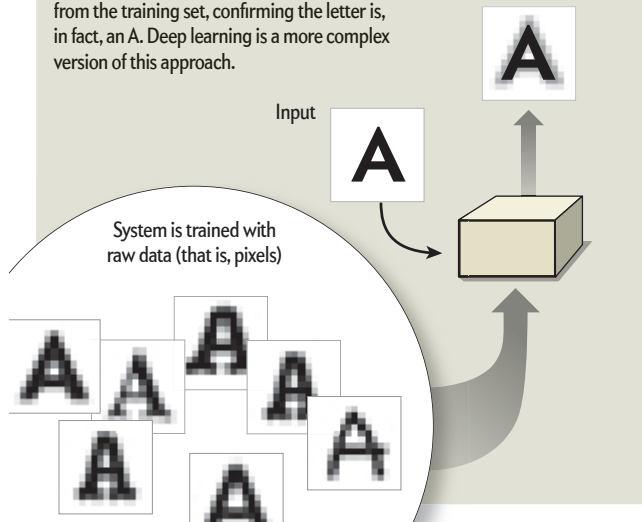 from the training set, confirming the letter is,
in fact, an A. Deep learning is a more complex
version of this approach.
A
Input
A
System is trained with
raw data (that is, pixels)
A
A
A
A
A
A
A